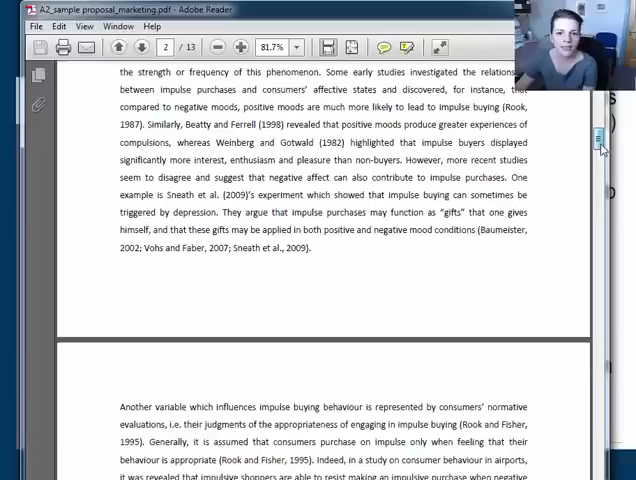 A2_sample proposal_marketing.pdf - Adobe Reader
File Edit View Window Help
2 / 13 81.7%
the strength or frequency of this phenomenon. Some early studies investigated the relations
between impulse purchases and consumers' affective states and discovered, for instance, that
compared to negative moods, positive moods are much more likely to lead to impulse buying (Rook,
1987). Similarly, Beatty and Ferrell (1998) revealed that positive moods produce greater experiences of
compulsions, whereas Weinberg and Gotwald (1982) highlighted that impulse buyers displayed
significantly more interest, enthusiasm and pleasure than non-buyers. However, more recent studies
seem to disagree and suggest that negative affect can also contribute to impulse purchases. One
example is Sneath et al. (2009)'s experiment which showed that impulse buying can sometimes be
triggered by depression. They argue that impulse purchases may function as "gifts" that one gives
himself, and that these gifts may be applied in both positive and negative mood conditions (Baumeister,
2002; Vohs and Faber, 2007; Sneath et al., 2009).
Another variable which influences impulse buying behaviour is represented by consumers' normative
evaluations, i.e. their judgments of the appropriateness of engaging in impulse buying (Rook and Fisher,
1995). Generally, it is assumed that consumers purchase on impulse only when feeling that their
behaviour is appropriate (Rook and Fisher, 1995). Indeed, in a study on consumer behaviour in airports,
it was revealed that impulsive shoppers are able to resist making an impulsive purchase when negative